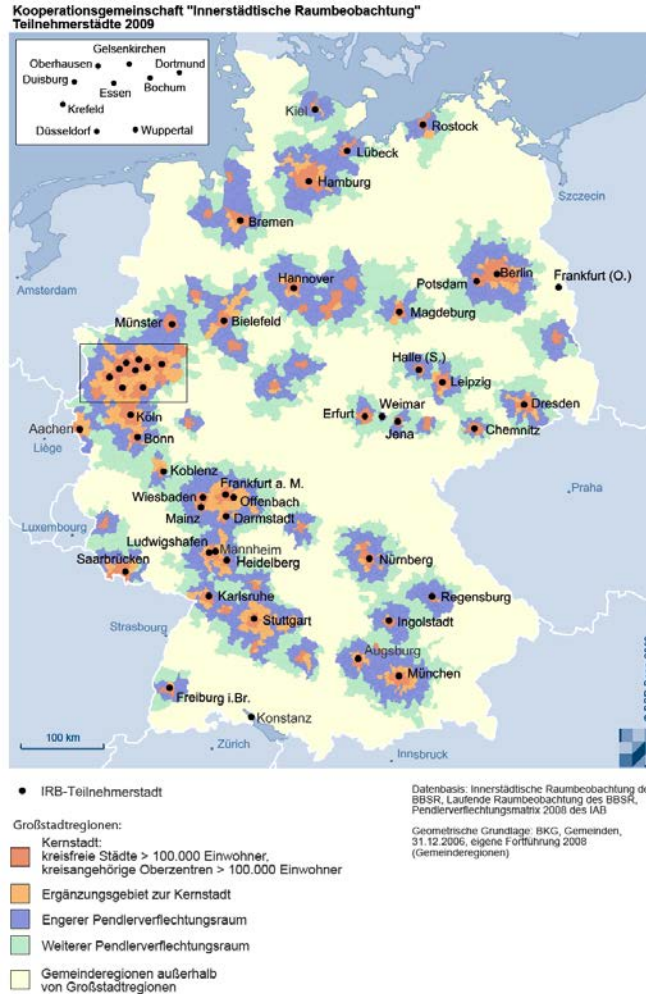 Kooperationsgemeinschaft "Innerstädtische Raumbeobachtung"
Teilnehmerstädte 2009
Gelsenkirchen
Oberhausen
Dortmund
Duisburg
Essen
Bochum
Krefeld
Düsseldorf
Wuppertal
Kiel
Rostock
Lübeck
Hamburg
Szczecin
Bremen
Amsterdam
Hannover
Potsdam
Berlin
Frankfurt (O.)
Münster
Bielefeld
Magdeburg
Halle (S.)
Leipzig
Köln
Erfurt
Weimar
Dresden
Aachen
Bonn
Jena
Chemnitz
Liège
Koblenz
Frankfurt a. M.
Wiesbaden
Offenbach
Praha
Mainz
Darmstadt
Luxembourg
Ludwigshafen
Mannheim
Saarbrücken
Heidelberg
Nürnberg
Karlsruhe
Regensburg
Stuttgart
Ingolstadt
Strasbourg
Augsburg
München
Freiburg i.Br.
Konstanz
100 km
Zürich
Innsbruck
IRB-Teilnehmerstadt
Großstadtregionen:
Kernstadt:
kreisfreie Städte > 100.000 Einwohner,
kreisangehörige Oberzentren > 100.000 Einwohner
Ergänzungsgebiet zur Kernstadt
Engerer Pendlerverflechtungsraum
Weiterer Pendlerverflechtungsraum
Gemeinderegionen außerhalb
von Großstadtregionen
Datenbasis: Innerstädtische Raumbeobachtung de
BBSR, Laufende Raumbeobachtung des BBSR,
Pendlerverflechtungsmatrix 2008 des IAB
Geometrische Grundlage: BKG, Gemeinden,
31.12.2006, eigene Fortführung 2008
(Gemeinderegionen)